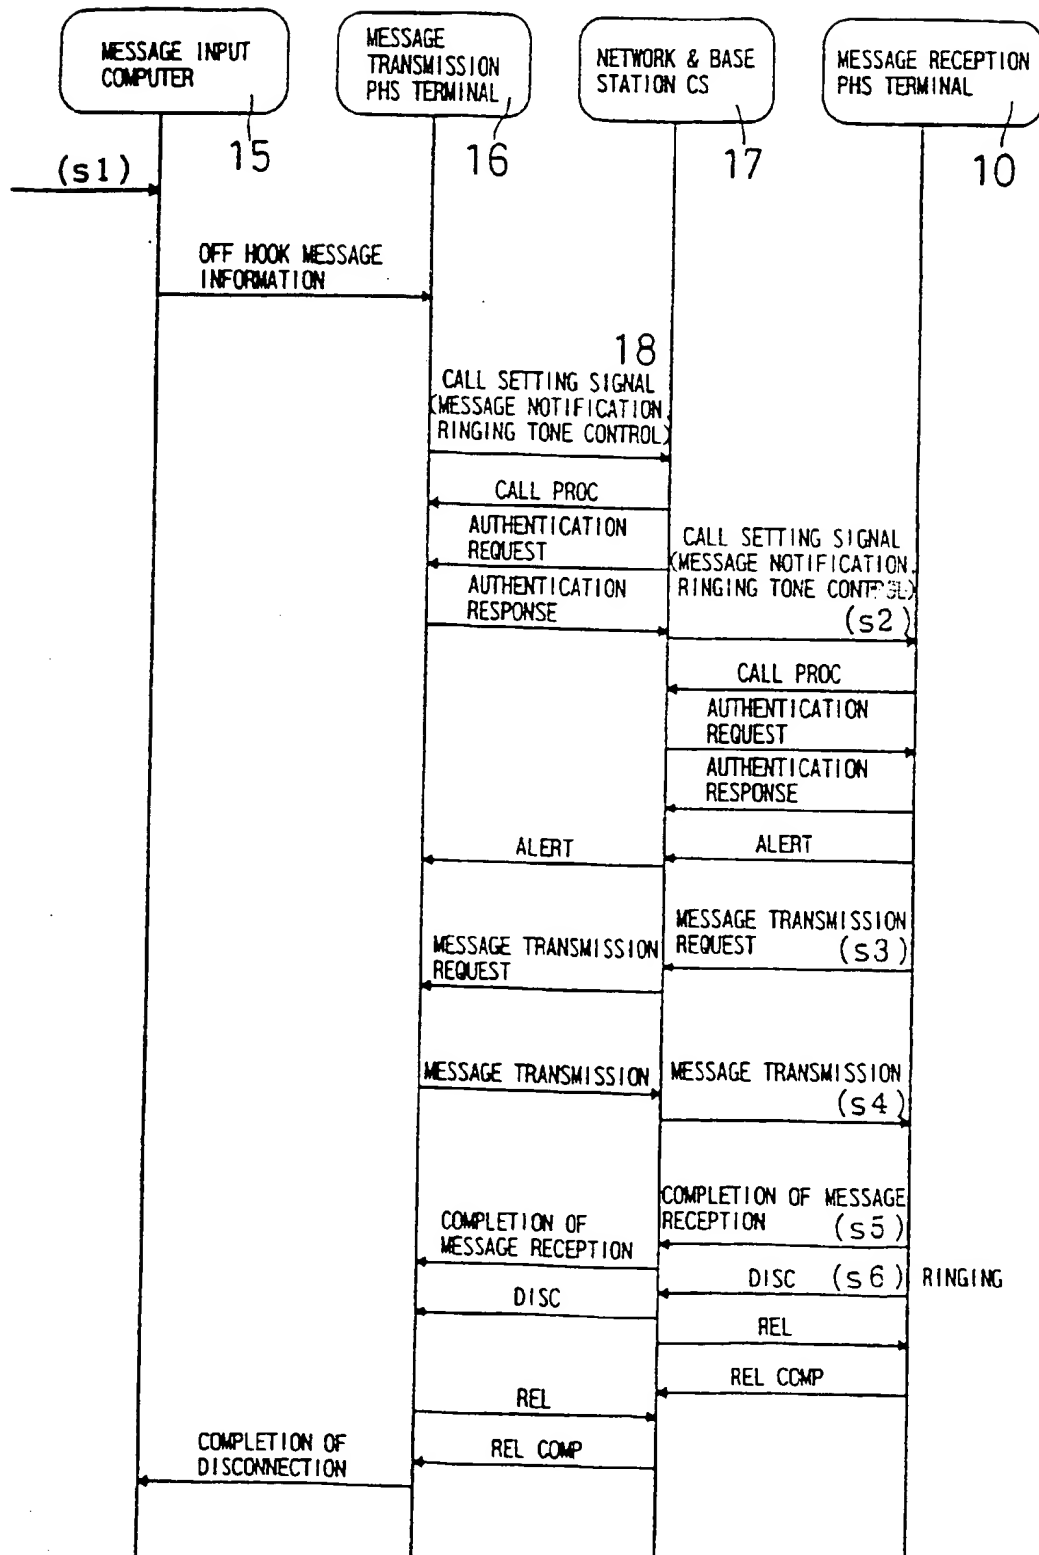 MESSAGE INPUT
COMPUTER
MESSAGE
TRANSMISSION
PHS TERMINAL
NETWORK & BASE
STATION CS
MESSAGE RECEPTION
PHS TERMINAL
15
16
17
10
(s1)
OFF HOOK MESSAGE
INFORMATION
18
CALL SETTING SIGNAL
(MESSAGE NOTIFICATION,
RINGING TONE CONTROL)
CALL PROC
AUTHENTICATION
REQUEST
AUTHENTICATION
RESPONSE
CALL SETTING SIGNAL
(MESSAGE NOTIFICATION,
RINGING TONE CONTROL)
(s2)
CALL PROC
AUTHENTICATION
REQUEST
AUTHENTICATION
RESPONSE
ALERT
ALERT
MESSAGE TRANSMISSION
REQUEST (s3)
MESSAGE TRANSMISSION
REQUEST
MESSAGE TRANSMISSION
MESSAGE TRANSMISSION
(s4)
COMPLETION OF MESSAGE
RECEPTION (s5)
COMPLETION OF
MESSAGE RECEPTION
DISC (s6) RINGING
DISC
REL
REL COMP
REL
REL COMP
COMPLETION OF
DISCONNECTION